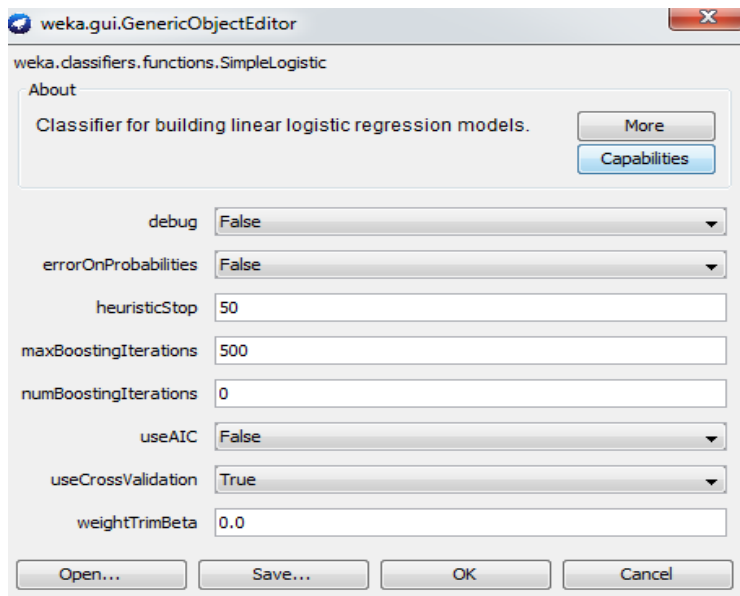 weka.gui.GenericObjectEditor
weka.classifiers.functions.SimpleLogistic
About
Classifier for building linear logistic regression models.
More
Capabilities
debug False
errorOnProbabilities False
heuristicStop 50
maxBoostingIterations 500
numBoostingIterations 0
useAIC False
useCrossValidation True
weightTrimBeta 0.0
Open... Save... OK Cancel